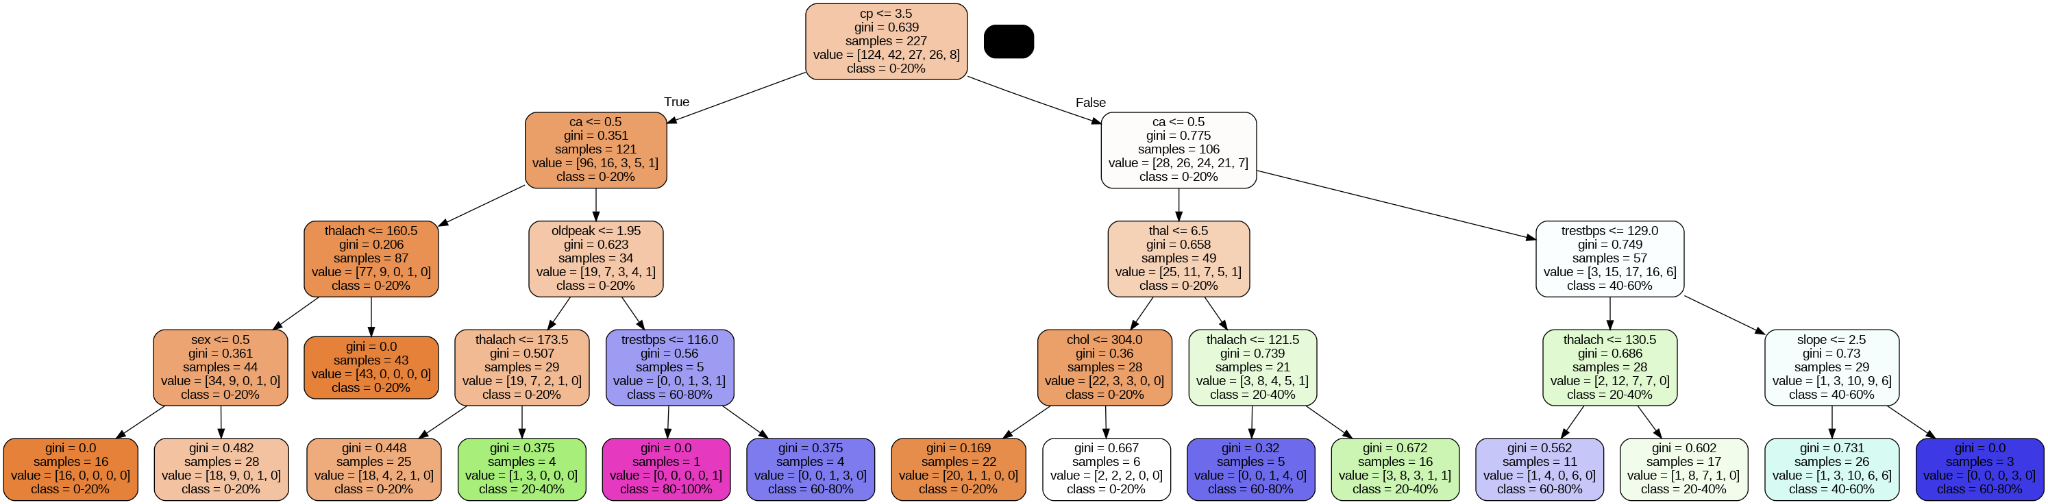 cp <= 3.5
gini = 0.639
samples = 227
value = [124, 42, 27, 26, 8]
class = 0-20%
True
False
ca <= 0.5
gini = 0.351
samples = 121
value = [96, 16, 3, 5, 1]
class = 0-20%
ca <= 0.5
gini = 0.775
samples = 106
value = [28, 26, 24, 21, 7]
class = 0-20%
thalach <= 160.5
gini = 0.206
samples = 87
value = [77, 9, 0, 1, 0]
class = 0-20%
oldpeak <= 1.95
gini = 0.623
samples = 34
value = [19, 7, 3, 4, 1]
class = 0-20%
thal <= 6.5
gini = 0.658
samples = 49
value = [25, 11, 7, 5, 1]
class = 0-20%
trestbps <= 129.0
gini = 0.749
samples = 57
value = [3, 15, 17, 16, 6]
class = 40-60%
sex <= 0.5
gini = 0.361
samples = 44
value = [34, 9, 0, 1, 0]
class = 0-20%
gini = 0.0
samples = 43
value = [43, 0, 0, 0, 0]
class = 0-20%
thalach <= 173.5
gini = 0.507
samples = 29
value = [19, 7, 2, 1, 0]
class = 0-20%
trestbps <= 116.0
gini = 0.56
samples = 5
value = [0, 0, 1, 3, 1]
class = 60-80%
chol <= 304.0
gini = 0.36
samples = 28
value = [22, 3, 3, 0, 0]
class = 0-20%
thalach <= 121.5
gini = 0.739
samples = 21
value = [3, 8, 4, 5, 1]
class = 20-40%
thalach <= 130.5
gini = 0.686
samples = 28
value = [2, 12, 7, 7, 0]
class = 20-40%
slope <= 2.5
gini = 0.73
samples = 29
value = [1, 3, 10, 9, 6]
class = 40-60%
gini = 0.0
samples = 16
value = [16, 0, 0, 0, 0]
class = 0-20%
gini = 0.482
samples = 28
value = [18, 9, 0, 1, 0]
class = 0-20%
gini = 0.448
samples = 25
value = [18, 4, 2, 1, 0]
class = 0-20%
gini = 0.375
samples = 4
value = [1, 3, 0, 0, 0]
class = 20-40%
gini = 0.0
samples = 1
value = [0, 0, 0, 0, 1]
class = 80-100%
gini = 0.375
samples = 4
value = [0, 0, 1, 3, 0]
class = 60-80%
gini = 0.169
samples = 22
value = [20, 1, 1, 0, 0]
class = 0-20%
gini = 0.667
samples = 6
value = [2, 2, 2, 0, 0]
class = 0-20%
gini = 0.32
samples = 5
value = [0, 0, 1, 4, 0]
class = 60-80%
gini = 0.672
samples = 16
value = [3, 8, 3, 1, 1]
class = 20-40%
gini = 0.562
samples = 11
value = [1, 4, 0, 6, 0]
class = 60-80%
gini = 0.602
samples = 17
value = [1, 8, 7, 1, 0]
class = 20-40%
gini = 0.731
samples = 26
value = [1, 3, 10, 6, 6]
class = 40-60%
gini = 0.0
samples = 3
value = [0, 0, 0, 3, 0]
class = 60-80%